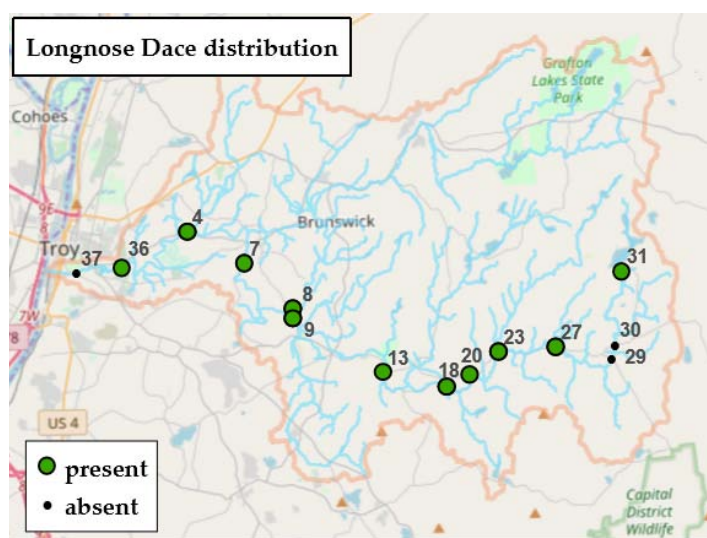 Longnose Dace distribution
Grafton
Lakes State
Park
Cohoes
9E
4
Brunswick
Troy
37
36
7
31
8
7W
9
30
78
23
27
29
13
18
20
US 4
present
absent
Capital
District
Wildlife